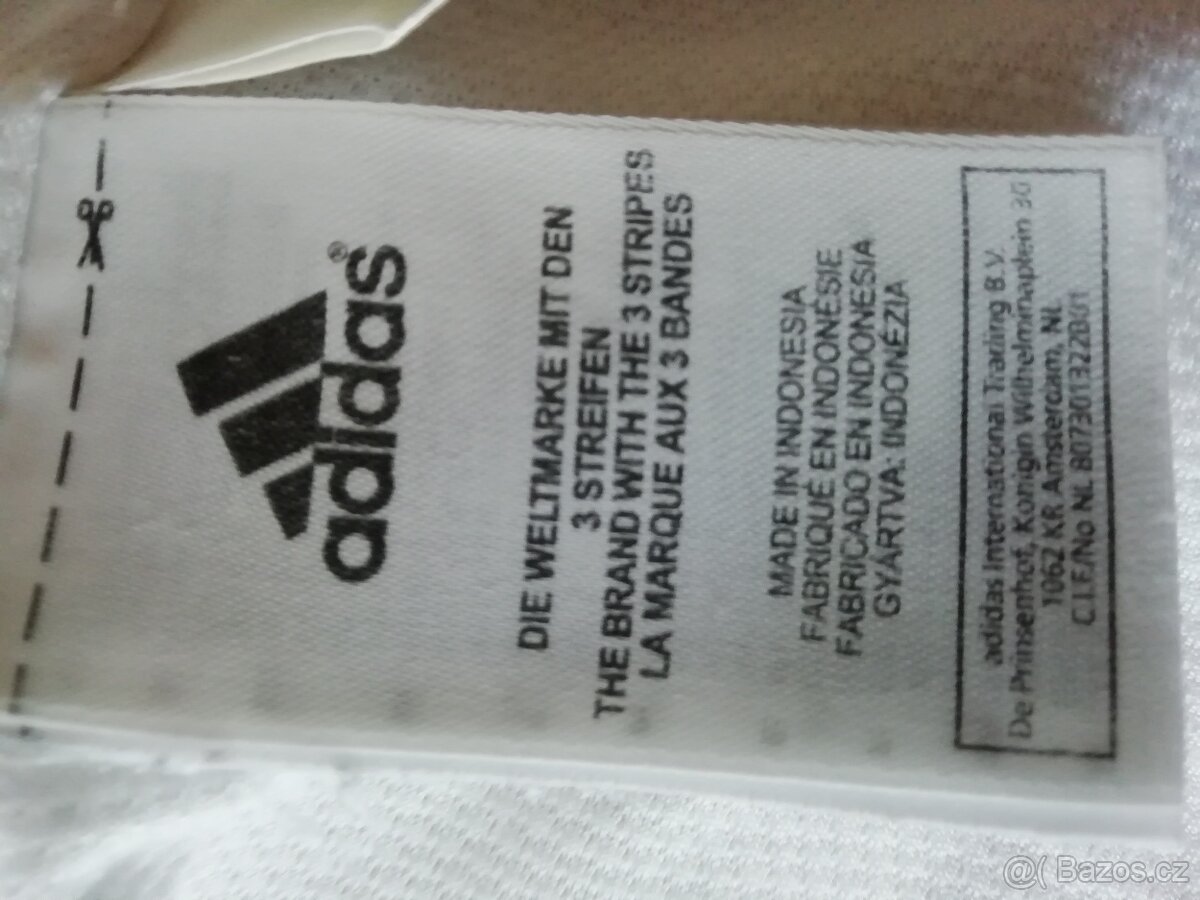 adidas®
DIE WELTMARKE MIT DEN
3 STREIFEN
THE BRAND WITH THE 3 STRIPES
LA MARQUE AUX 3 BANDES
MADE IN INDONESIA
FABRIQUÉ EN INDONÉSIE
FABRICADO EN INDONESIA
GYÁRTVA: INDONÉZIA
adidas International Trading B.V.
De Prinsenhof, Konigin Wilhelminaplein 30
1062 KR Amsterdam, NL
C.I.F/No NL 807301322B01
@( Bazos.cz